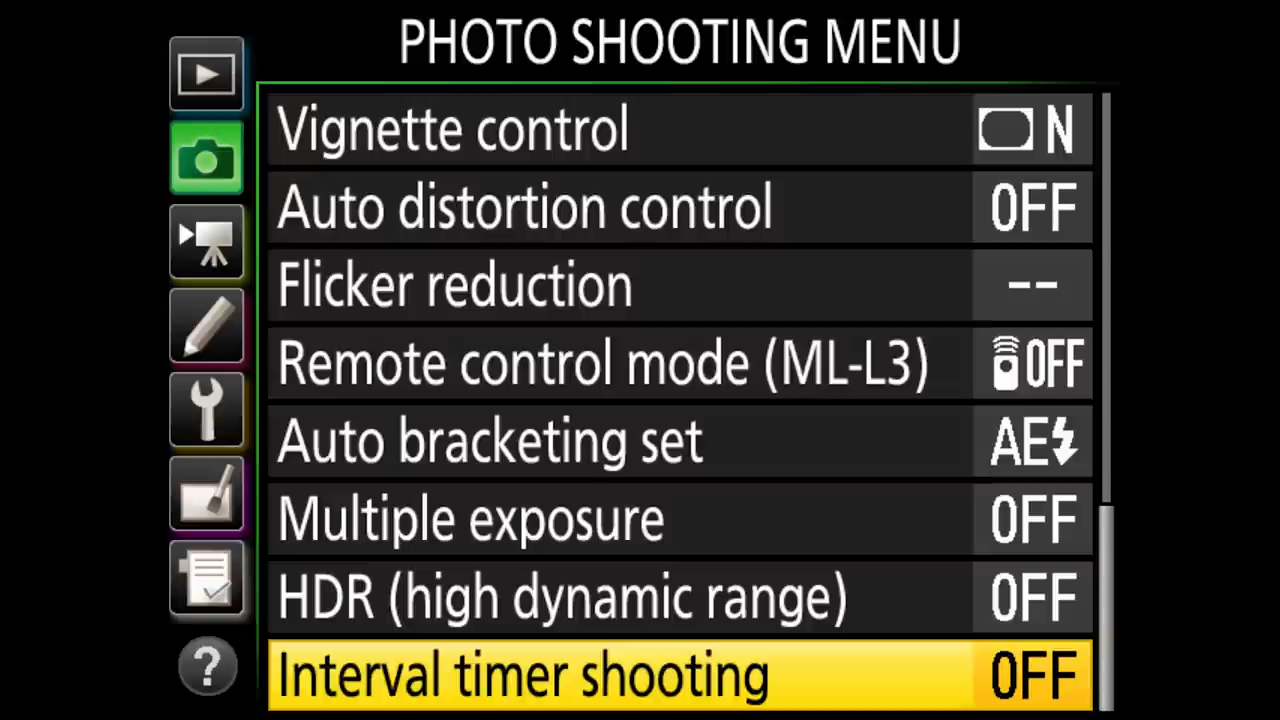 PHOTO SHOOTING MENU
Vignette control N
Auto distortion control OFF
Flicker reduction --
Remote control mode (ML-L3) OFF
Auto bracketing set AE
Multiple exposure OFF
HDR (high dynamic range) OFF
Interval timer shooting OFF
?